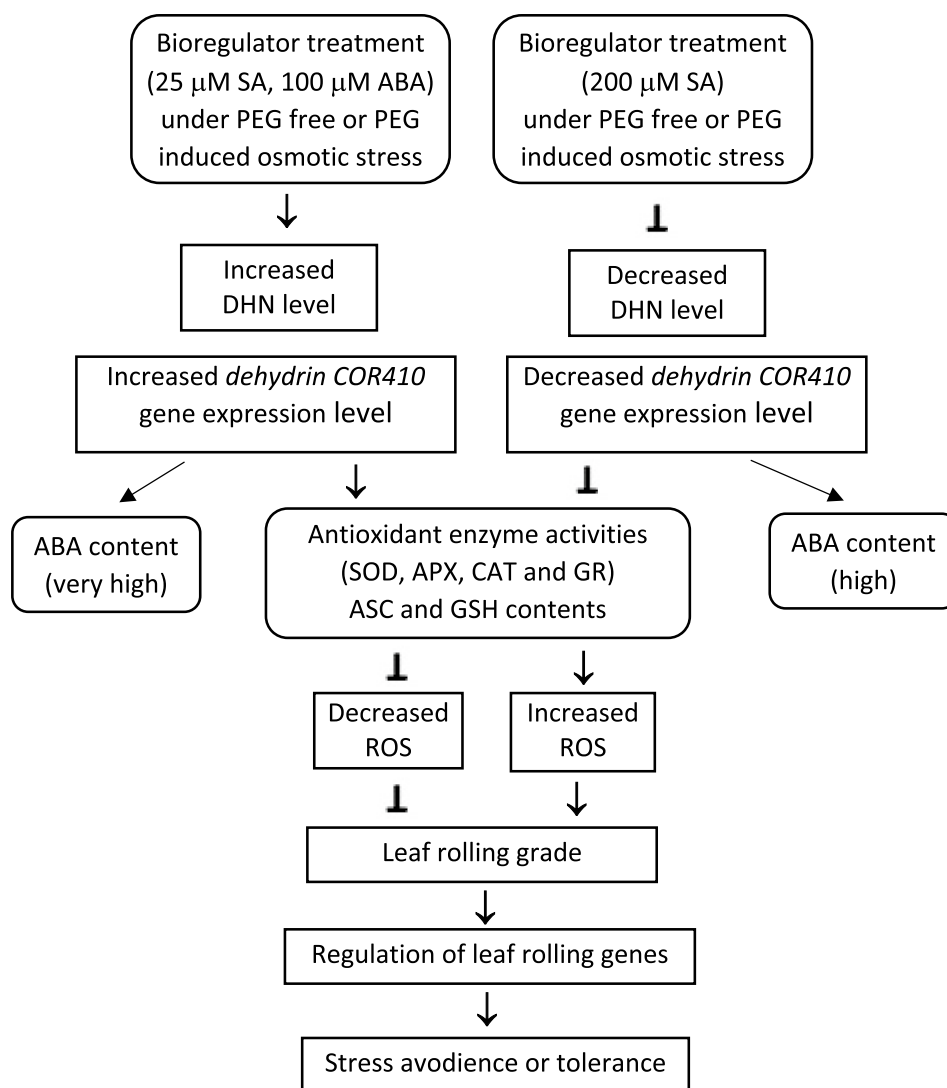 Bioregulator treatment
(25 μM SA, 100 μM ABA)
under PEG free or PEG
induced osmotic stress
Bioregulator treatment
(200 μM SA)
under PEG free or PEG
induced osmotic stress
Increased
DHN level
Decreased
DHN level
Increased dehydrin COR410
gene expression level
Decreased dehydrin COR410
gene expression level
ABA content
(very high)
Antioxidant enzyme activities
(SOD, APX, CAT and GR)
ASC and GSH contents
ABA content
(high)
Decreased
ROS
Increased
ROS
Leaf rolling grade
Regulation of leaf rolling genes
Stress avodience or tolerance